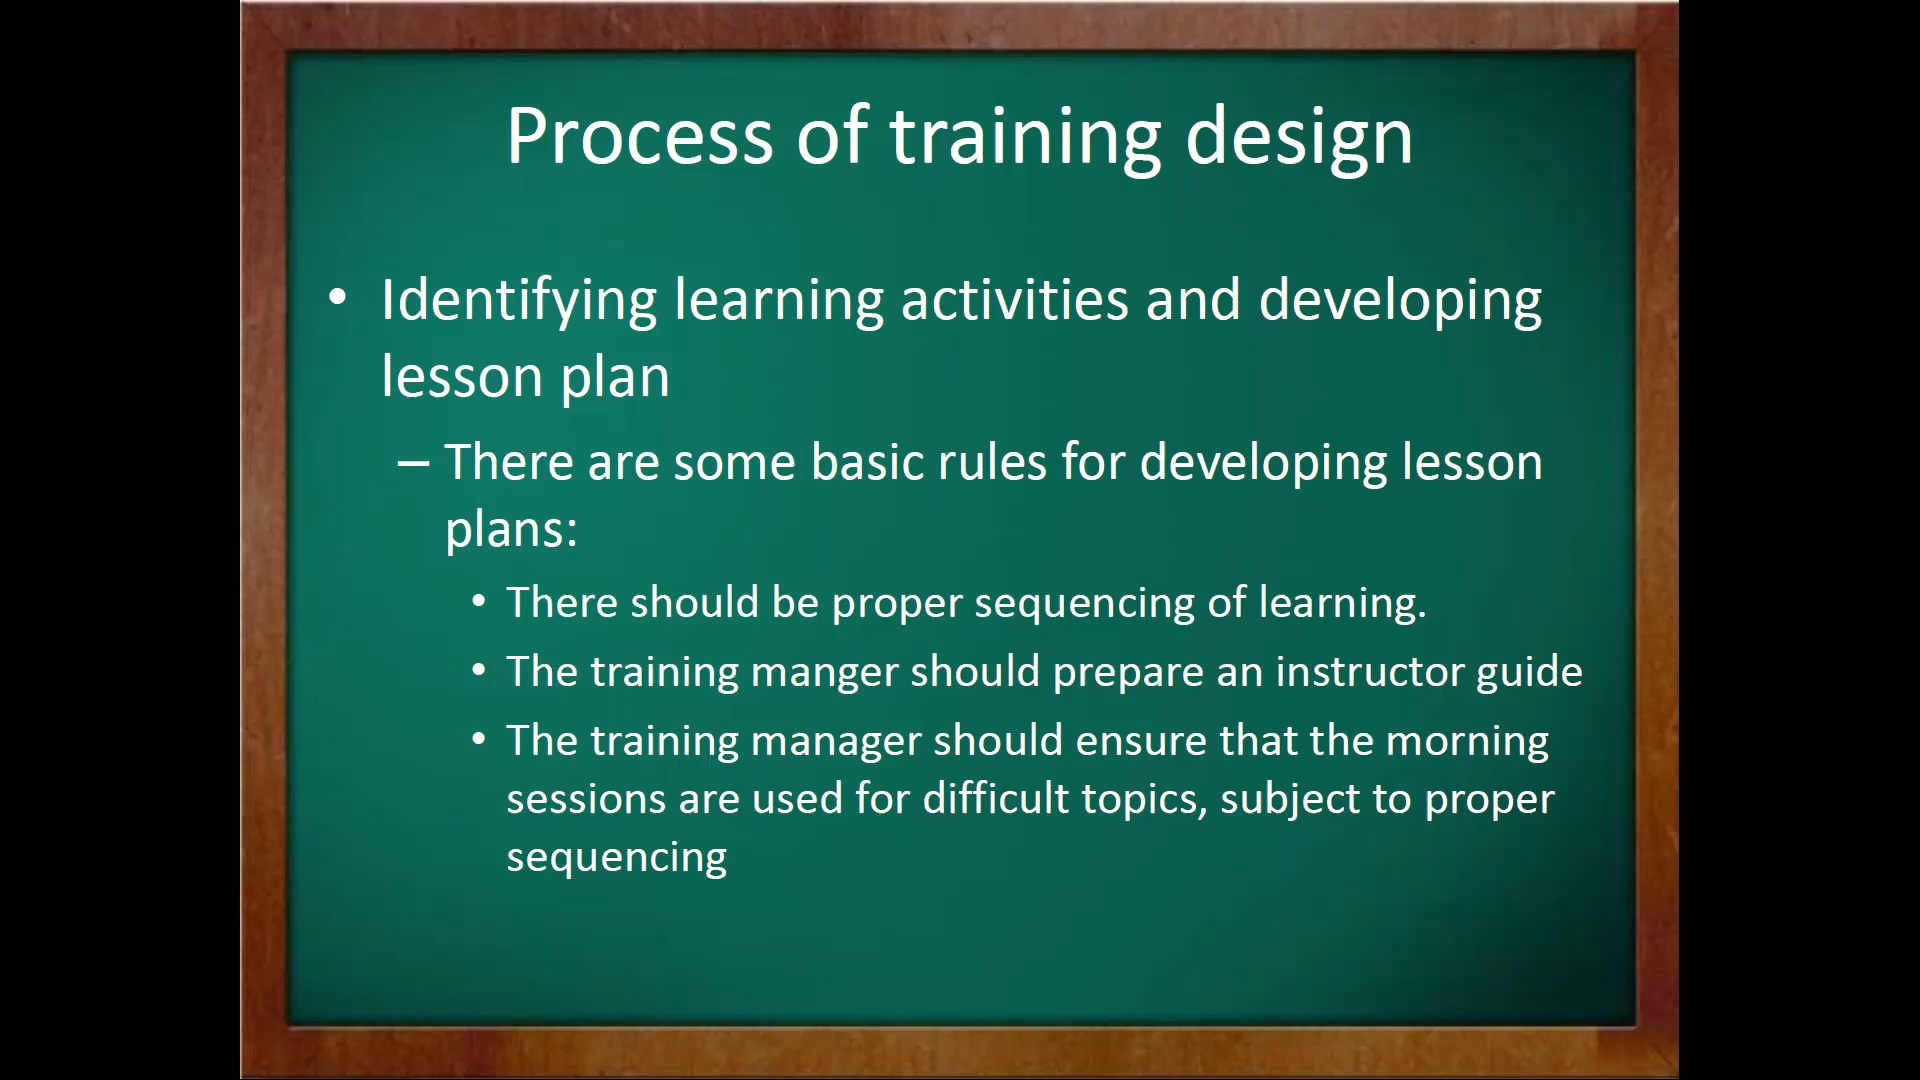 Process of training design
• Identifying learning activities and developing
lesson plan
– There are some basic rules for developing lesson
plans:
• There should be proper sequencing of learning.
• The training manger should prepare an instructor guide
• The training manager should ensure that the morning
sessions are used for difficult topics, subject to proper
sequencing